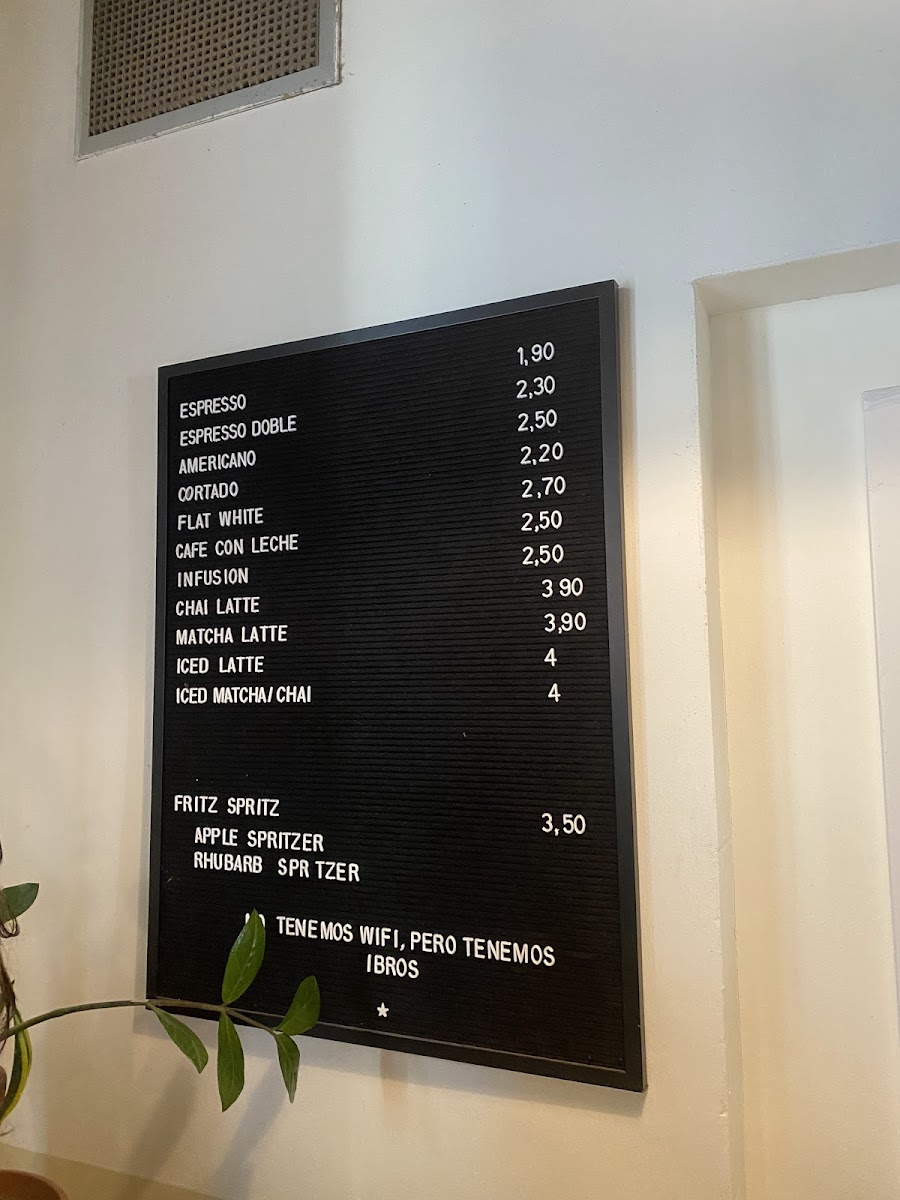 ESPRESSO 1,90
ESPRESSO DOBLE 2,30
AMERICANO 2,50
CORTADO 2,20
FLAT WHITE 2,70
CAFE CON LECHE 2,50
INFUSION 2,50
CHAI LATTE 3 90
MATCHA LATTE 3,90
ICED LATTE 4
ICED MATCHA/CHAI 4
FRITZ SPRITZ 3,50
APPLE SPRITZER
RHUBARB SPR TZER
TENEMOS WIFI, PERO TENEMOS
IBROS